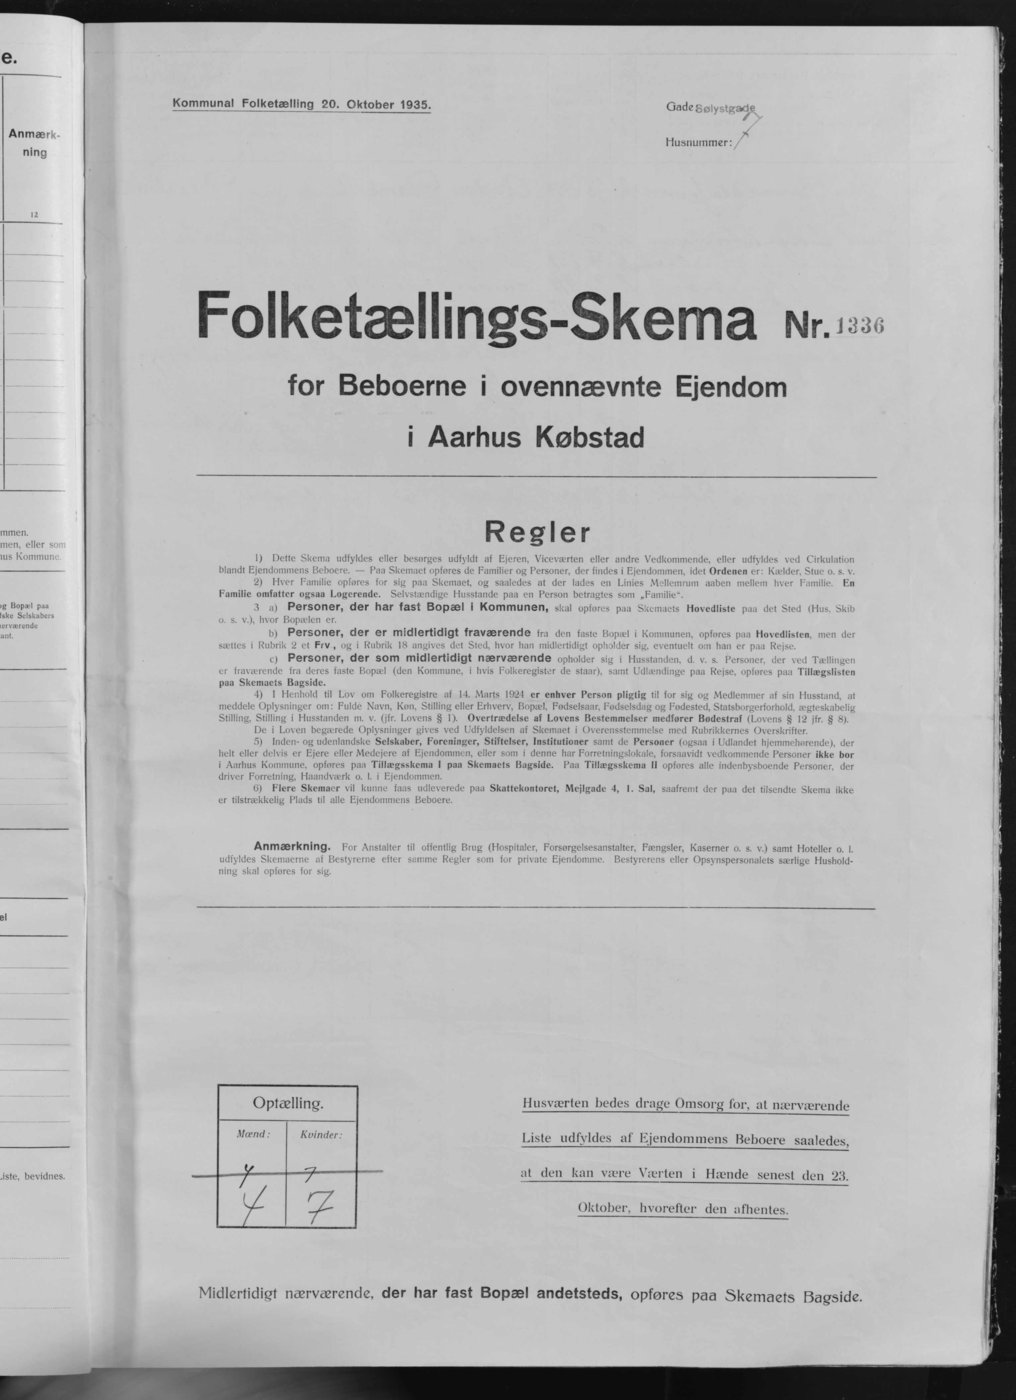 e.
Anmærk-
ning
12
mmen.
men, eller som
hus Kommune.
og Bopæl paa
ske Selskabers
erværende
ant.
el
Liste, bevidnes.
Kommunal Folketælling 20. Oktober 1935.
Gade Sølystgade
Husnummer: 7
Folketællings-Skema Nr. 1336
for Beboerne i ovennævnte Ejendom
i Aarhus Købstad
Regler
1) Dette Skema udfyldes eller besørges udfyldt af Ejeren, Viceværten eller andre Vedkommende, eller udfyldes ved Cirkulation
blandt Ejendommens Beboere. — Paa Skemaet opføres de Familier og Personer, der findes i Ejendommen, idet Ordenen er: Kælder, Stue o. s. v.
2) Hver Familie opføres for sig paa Skemaet, og saaledes at der lades en Linies Mellemrum aaben mellem hver Familie. En
Familie omfatter ogsaa Logerende. Selvstændige Husstande paa en Person betragtes som „Familie“.
3 a) Personer, der har fast Bopæl i Kommunen, skal opføres paa Skemaets Hovedliste paa det Sted (Hus, Skib
o. s. v.), hvor Bopælen er.
b) Personer, der er midlertidigt fraværende fra den faste Bopæl i Kommunen, opføres paa Hovedlisten, men der
sættes i Rubrik 2 et Frv., og i Rubrik 18 angives det Sted, hvor han midlertidigt opholder sig, eventuelt om han er paa Rejse.
c) Personer, der som midlertidigt nærværende opholder sig i Husstanden, d. v. s. Personer, der ved Tællingen
er fraværende fra deres faste Bopæl (den Kommune, i hvis Folkeregister de staar), samt Udlændinge paa Rejse, opføres paa Tillægslisten
paa Skemaets Bagside.
4) I Henhold til Lov om Folkeregistre af 14. Marts 1924 er enhver Person pligtig til for sig og Medlemmer af sin Husstand, at
meddele Oplysninger om: Fulde Navn, Køn, Stilling eller Erhverv, Bopæl, Fødselsaar, Fødselsdag og Fødested, Statsborgerforhold, ægteskabelig
Stilling, Stilling i Husstanden m. v. (jfr. Lovens § 1). Overtrædelse af Lovens Bestemmelser medfører Bødestraf (Lovens § 12 jfr. § 8).
De i Loven begærede Oplysninger gives ved Udfyldelsen af Skemaet i Overensstemmelse med Rubrikkernes Overskrifter.
5) Inden- og udenlandske Selskaber, Foreninger, Stiftelser, Institutioner samt de Personer (ogsaa i Udlandet hjemmehørende), der
helt eller delvis er Ejere eller Medejere af Ejendommen, eller som i denne har Forretningslokale, forsaavidt vedkommende Personer ikke bor
i Aarhus Kommune, opføres paa Tillægsskema I paa Skemaets Bagside. Paa Tillægsskema II opføres alle indenbysboende Personer, der
driver Forretning, Haandværk o. l. i Ejendommen.
6) Flere Skemaer vil kunne faas udleverede paa Skattekontoret, Mejlgade 4, 1. Sal, saafremt der paa det tilsendte Skema ikke
er tilstrækkelig Plads til alle Ejendommens Beboere.
Anmærkning. For Anstalter til offentlig Brug (Hospitaler, Forsørgelsesanstalter, Fængsler, Kaserner o. s. v.) samt Hoteller o. l.
udfyldes Skemaerne af Bestyrerne efter samme Regler som for private Ejendomme. Bestyrerens eller Opsynspersonalets særlige Hushold-
ning skal opføres for sig.
Optælling.
Mænd: Kvinder:
4 7
4 7
Husværten bedes drage Omsorg for, at nærværende
Liste udfyldes af Ejendommens Beboere saaledes,
at den kan være Værten i Hænde senest den 23.
Oktober, hvorefter den afhentes.
Midlertidigt nærværende, der har fast Bopæl andetsteds, opføres paa Skemaets Bagside.